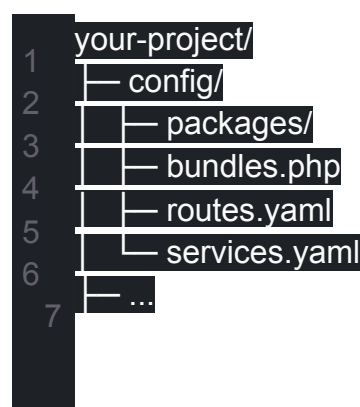 1 your-project/
2 ├─ config/
3 │ ├─ packages/
4 │ ├─ bundles.php
5 │ ├─ routes.yaml
6 │ └─ services.yaml
7 ├─ ...